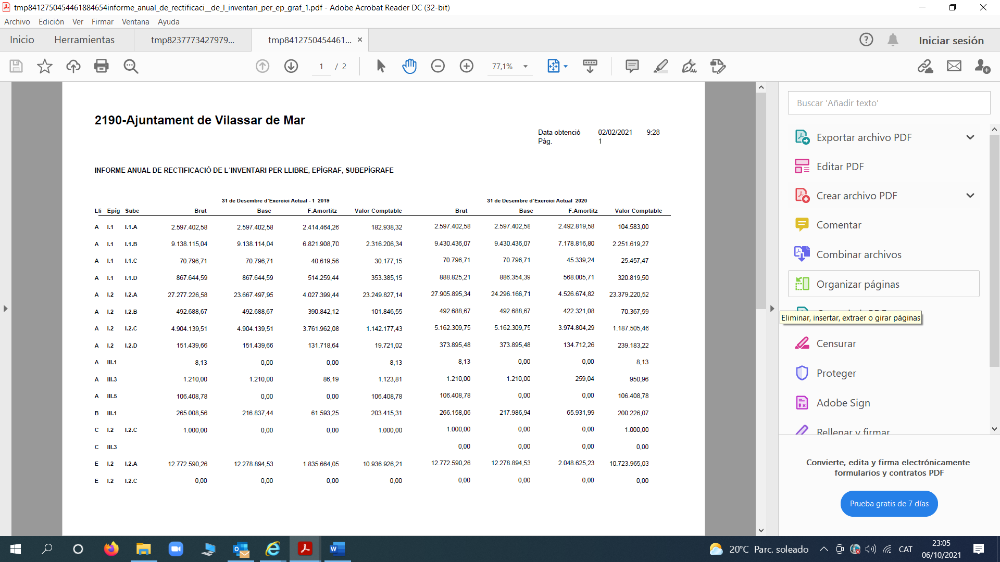 tmp8412750454461884654informe_anual_de_rectificaci__de_l_inventari_per_ep_graf_1.pdf - Adobe Acrobat Reader DC (32-bit)
Archivo Edición Ver Firmar Ventana Ayuda
Inicio Herramientas tmp8237773427979... tmp8412750454461... × Iniciar sesión
1 / 2 77,1%
2190-Ajuntament de Vilassar de Mar
Data obtenció 02/02/2021 9:28
Pàg. 1
INFORME ANUAL DE RECTIFICACIÓ DE L´INVENTARI PER LLIBRE, EPÍGRAF, SUBEPÍGRAFE
31 de Desembre d´Exercici Actual - 1 2019 31 de Desembre d´Exercici Actual 2020
Lli Epíg Sube Brut Base F.Amortitz Valor Comptable Brut Base F.Amortitz Valor Comptable
A I.1 I.1.A 2.597.402,58 2.597.402,58 2.414.464,26 182.938,32 2.597.402,58 2.597.402,58 2.492.819,58 104.583,00
A I.1 I.1.B 9.138.115,04 9.138.114,04 6.821.908,70 2.316.206,34 9.430.436,07 9.430.436,07 7.178.816,80 2.251.619,27
A I.1 I.1.C 70.796,71 70.796,71 40.619,56 30.177,15 70.796,71 70.796,71 45.339,24 25.457,47
A I.1 I.1.D 867.644,59 867.644,59 514.259,44 353.385,15 888.825,21 886.354,39 568.005,71 320.819,50
A I.2 I.2.A 27.277.226,58 23.667.497,95 4.027.399,44 23.249.827,14 27.905.895,34 24.296.166,71 4.526.674,82 23.379.220,52
A I.2 I.2.B 492.688,67 492.688,67 390.842,12 101.846,55 492.688,67 492.688,67 422.321,08 70.367,59
A I.2 I.2.C 4.904.139,51 4.904.139,51 3.761.962,08 1.142.177,43 5.162.309,75 5.162.309,75 3.974.804,29 1.187.505,46
A I.2 I.2.D 151.439,66 151.439,66 131.718,64 19.721,02 373.895,48 373.895,48 134.712,26 239.183,22
A III.1 8,13 0,00 0,00 8,13 8,13 0,00 0,00 8,13
A III.3 1.210,00 1.210,00 86,19 1.123,81 1.210,00 1.210,00 259,04 950,96
A III.5 106.408,78 0,00 0,00 106.408,78 106.408,78 0,00 0,00 106.408,78
B III.1 265.008,56 216.837,44 61.593,25 203.415,31 266.158,06 217.986,94 65.931,99 200.226,07
C I.2 I.2.C 1.000,00 0,00 0,00 1.000,00 1.000,00 0,00 0,00 1.000,00
C III.3 0,00 0,00 0,00 0,00
E I.2 I.2.A 12.772.590,26 12.278.894,53 1.835.664,05 10.936.926,21 12.772.590,26 12.278.894,53 2.048.625,23 10.723.965,03
E I.2 I.2.C 0,00 0,00 0,00 0,00 0,00 0,00 0,00 0,00
Buscar 'Añadir texto'
Exportar archivo PDF
Editar PDF
Crear archivo PDF
Comentar
Combinar archivos
Organizar páginas
Eliminar, insertar, extraer o girar páginas
Censurar
Proteger
Adobe Sign
Rellenar y firmar
Convierte, edita y firma electrónicamente
formularios y contratos PDF
Prueba gratis de 7 días
20°C Parc. soleado CAT 23:05
06/10/2021